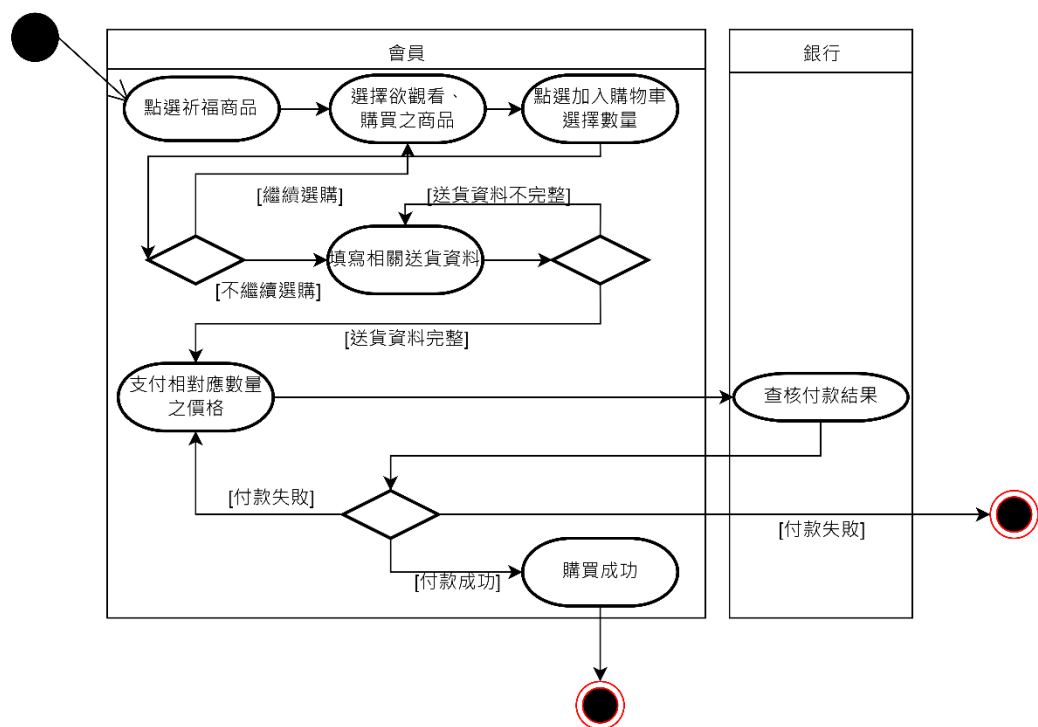 會員
銀行
點選祈福商品
選擇欲觀看、
購買之商品
點選加入購物車
選擇數量
[繼續選購]
[送貨資料不完整]
填寫相關送貨資料
[不繼續選購]
[送貨資料完整]
支付相對應數量
之價格
查核付款結果
[付款失敗]
[付款失敗]
[付款成功]
購買成功